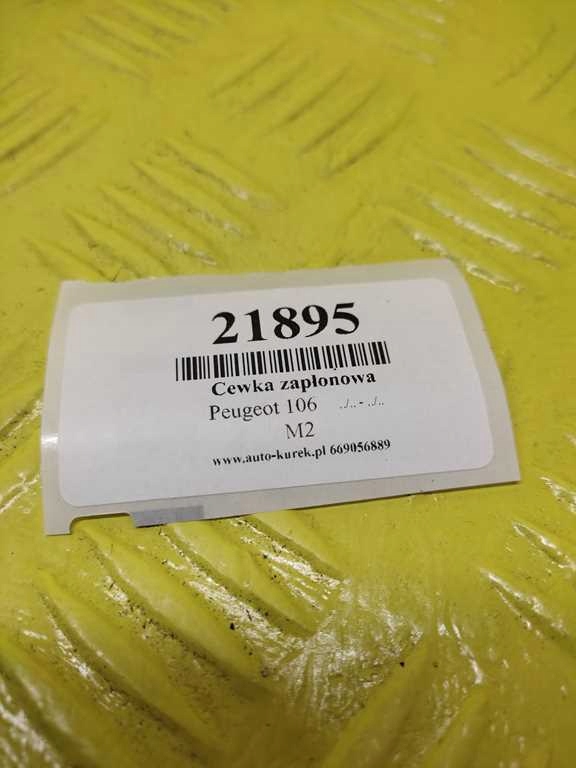 21895
Cewka zapłonowa
Peugeot 106 ../.. - ../..
M2
www.auto-kurek.pl 669056889